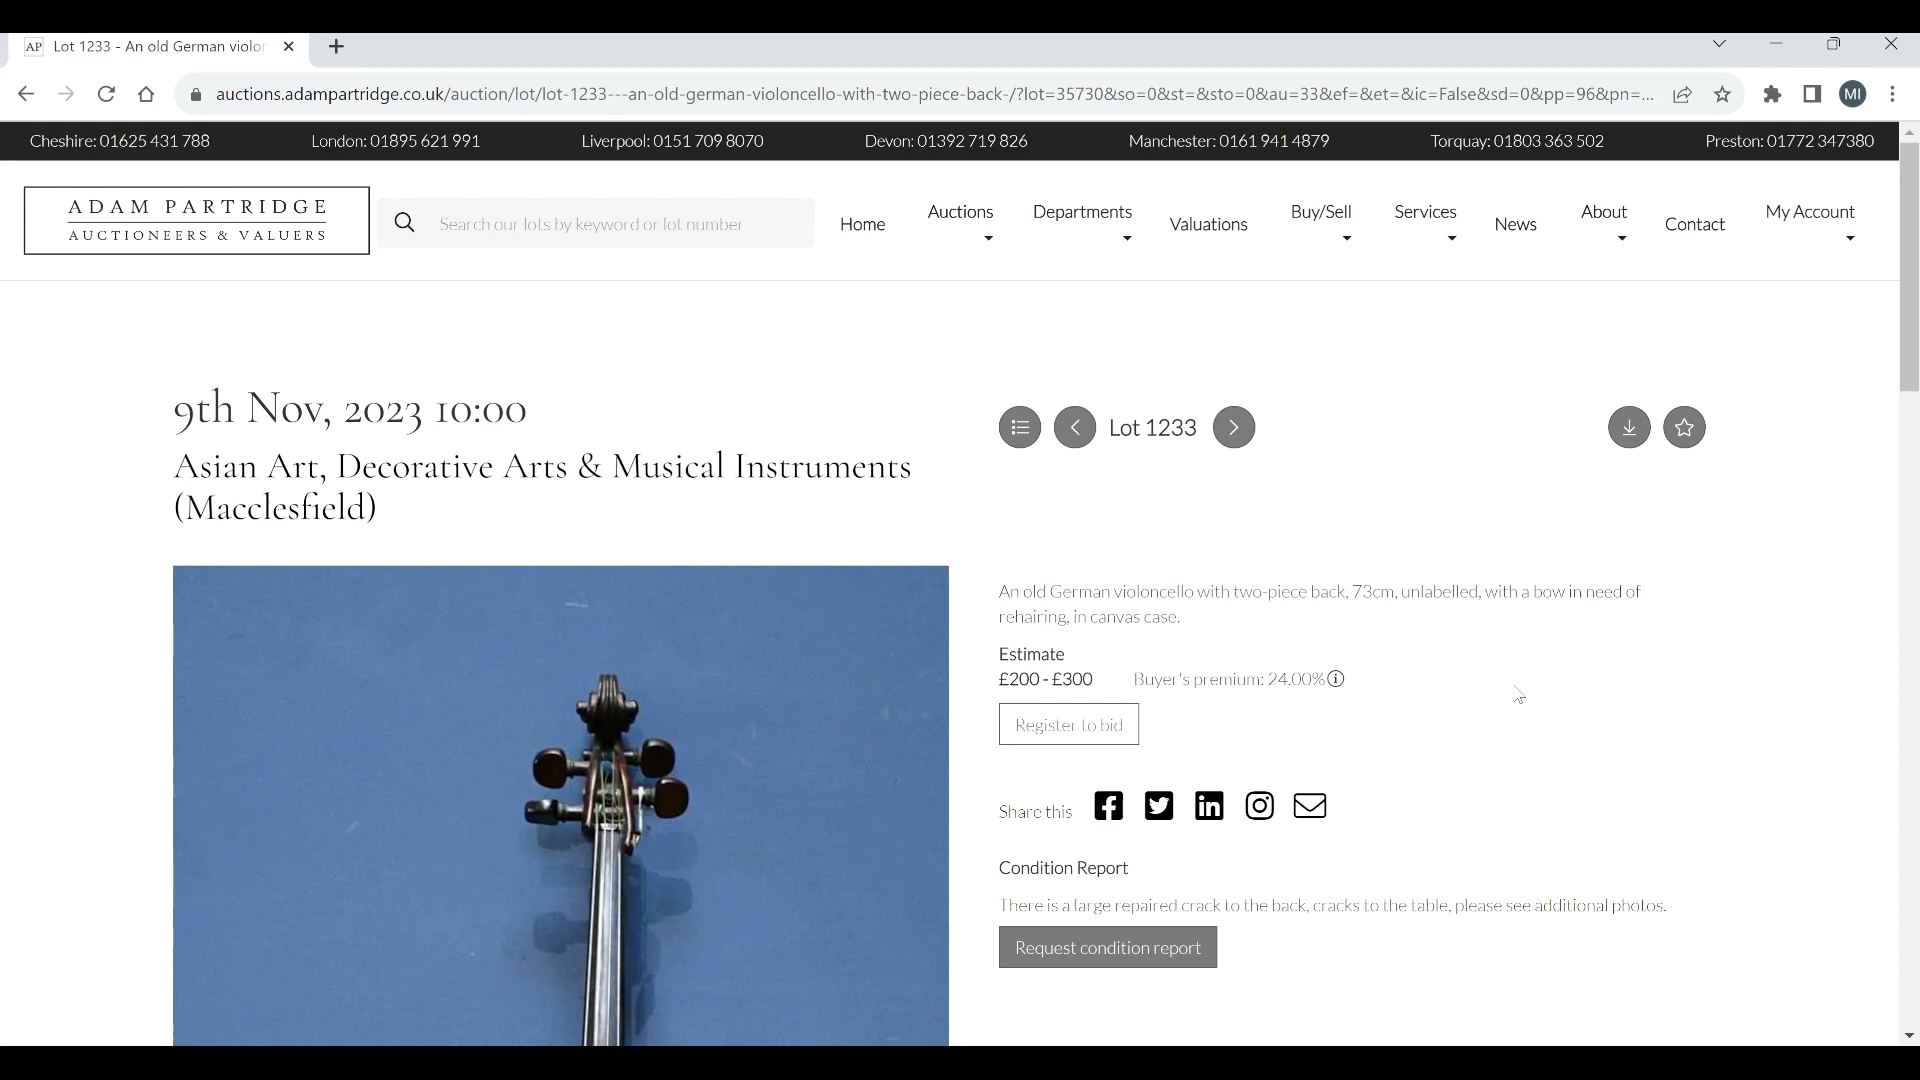 AP Lot 1233 - An old German violon
auctions.adampartridge.co.uk/auction/lot/lot-1233---an-old-german-violoncello-with-two-piece-back-/?lot=35730&so=0&st=&sto=0&au=33&ef=&et=&ic=False&sd=0&pp=96&pn=... MI
Cheshire: 01625 431 788 London: 01895 621 991 Liverpool: 0151 709 8070 Devon: 01392 719 826 Manchester: 0161 941 4879 Torquay: 01803 363 502 Preston: 01772 347380
ADAM PARTRIDGE
AUCTIONEERS & VALUERS
Search our lots by keyword or lot number
Home Auctions Departments Valuations Buy/Sell Services News About Contact My Account
9th Nov, 2023 10:00
Asian Art, Decorative Arts & Musical Instruments
(Macclesfield)
Lot 1233
An old German violoncello with two-piece back, 73cm, unlabelled, with a bow in need of
rehairing, in canvas case.
Estimate
£200 - £300 Buyer's premium: 24.00%
Register to bid
Share this
Condition Report
There is a large repaired crack to the back, cracks to the table, please see additional photos.
Request condition report